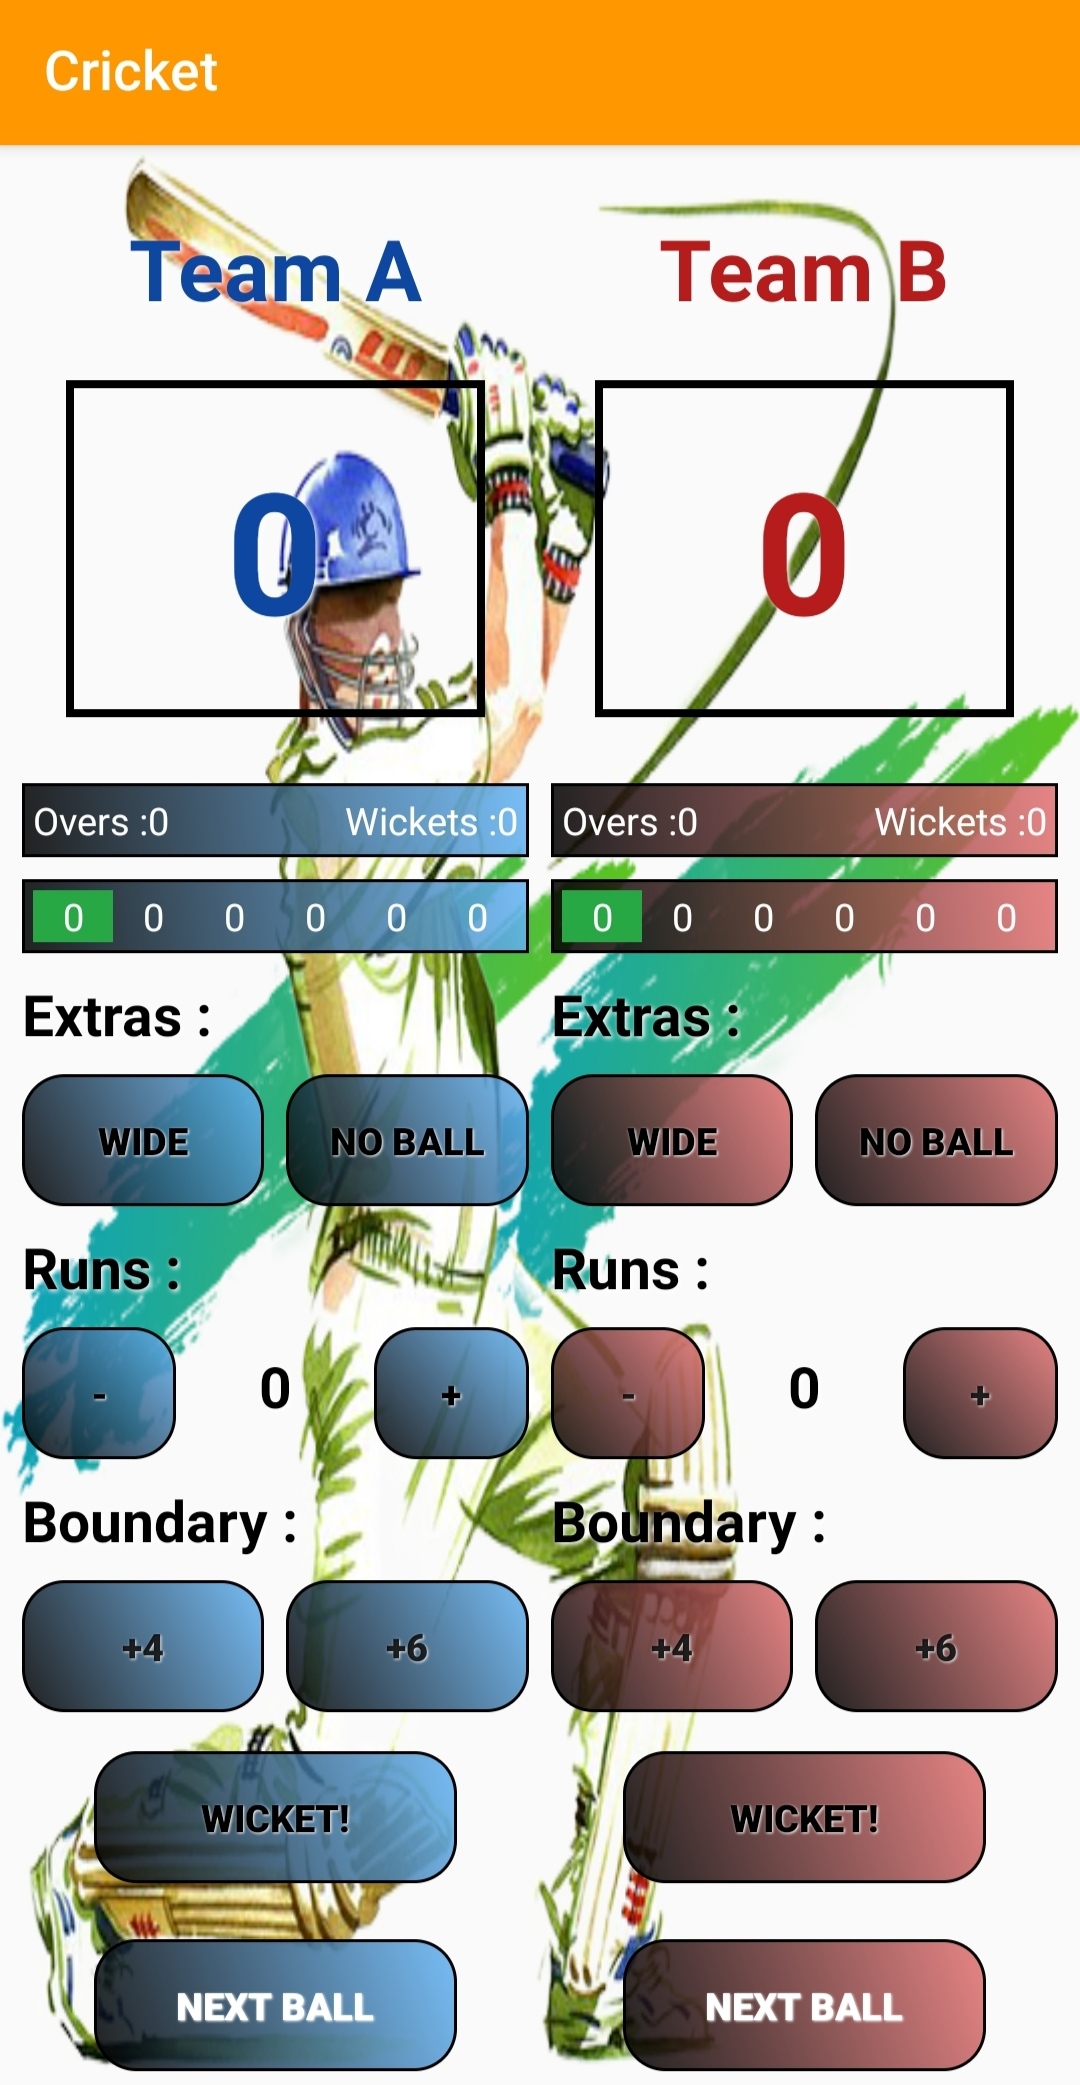 Cricket
Team A Team B
0 0
Overs :0 Wickets :0 Overs :0 Wickets :0
0 0 0 0 0 0 0 0 0 0 0 0
Extras : Extras :
WIDE NO BALL WIDE NO BALL
Runs : Runs :
- 0 + - 0 +
Boundary : Boundary :
+4 +6 +4 +6
WICKET! WICKET!
NEXT BALL NEXT BALL